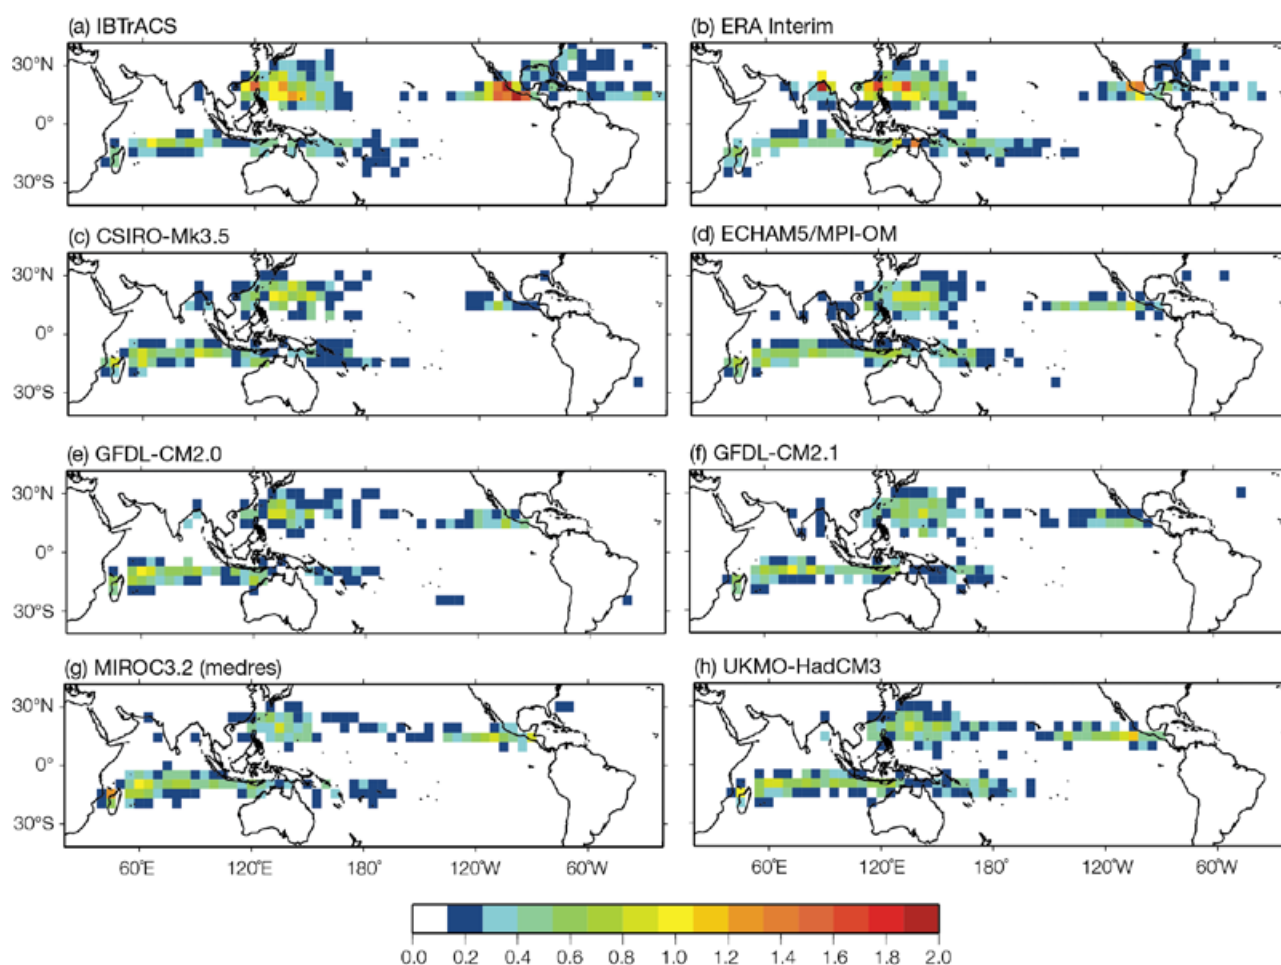 (a) IBTrACS (b) ERA Interim
30°N
0°
30°S
(c) CSIRO-Mk3.5 (d) ECHAM5/MPI-OM
30°N
0°
30°S
(e) GFDL-CM2.0 (f) GFDL-CM2.1
30°N
0°
30°S
(g) MIROC3.2 (medres) (h) UKMO-HadCM3
30°N
0°
30°S
60°E 120°E 180° 120°W 60°W 60°E 120°E 180° 120°W 60°W
0.0 0.2 0.4 0.6 0.8 1.0 1.2 1.4 1.6 1.8 2.0